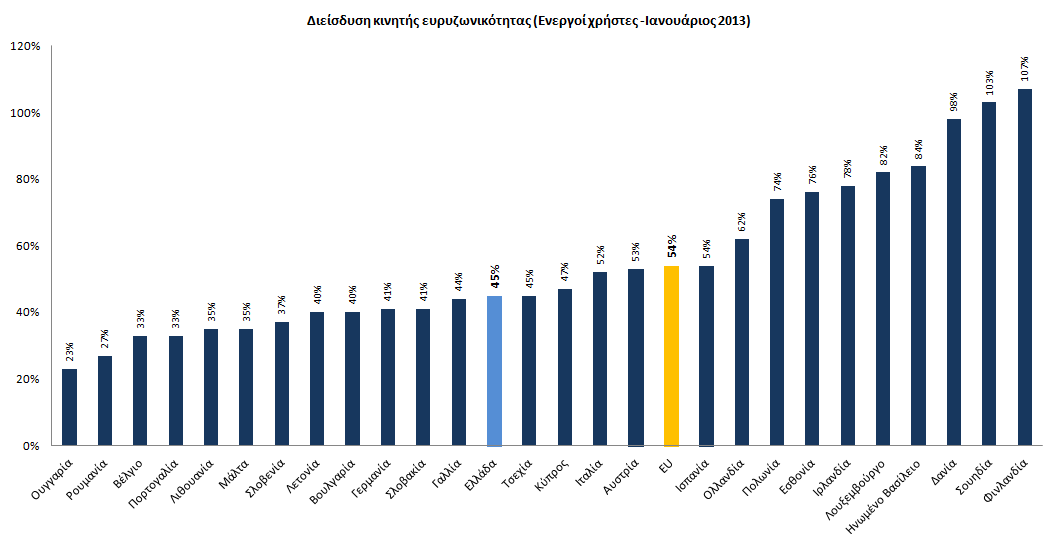 Διείσδυση κινητής ευρυζωνικότητας (Ενεργοί χρήστες -Ιανουάριος 2013)
120%
100%
80%
60%
40%
20%
0%
23%
27%
33%
33%
35%
35%
37%
40%
40%
41%
41%
44%
45%
45%
47%
52%
53%
54%
54%
62%
74%
76%
78%
82%
84%
98%
103%
107%
Ουγγαρία
Ρουμανία
Βέλγιο
Πορτογαλία
Λιθουανία
Μάλτα
Σλοβενία
Λετονία
Βουλγαρία
Γερμανία
Σλοβακία
Γαλλία
Ελλάδα
Τσεχία
Κύπρος
Ιταλία
Αυστρία
EU
Ισπανία
Ολλανδία
Πολωνία
Εσθονία
Ιρλανδία
Λουξεμβούργο
Ηνωμένο Βασίλειο
Δανία
Σουηδία
Φινλανδία